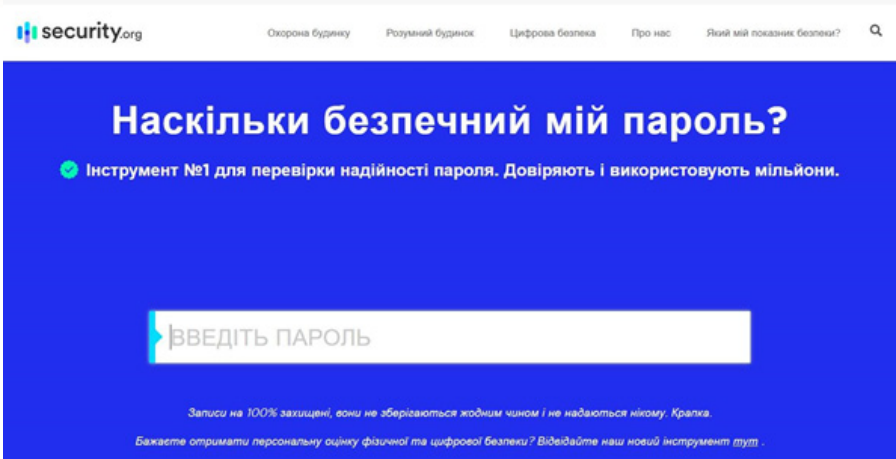 security.org
Охорона будинку Розумний будинок Цифрова безпека Про нас Який мій показник безпеки?
Наскільки безпечний мій пароль?
Інструмент №1 для перевірки надійності пароля. Довіряють і використовують мільйони.
ВВЕДІТЬ ПАРОЛЬ
Записи на 100% захищені, вони не зберігаються жодним чином і не надаються нікому. Крапка.
Бажаєте отримати персональну оцінку фізичної та цифрової безпеки? Відвідайте наш новий інструмент тут .